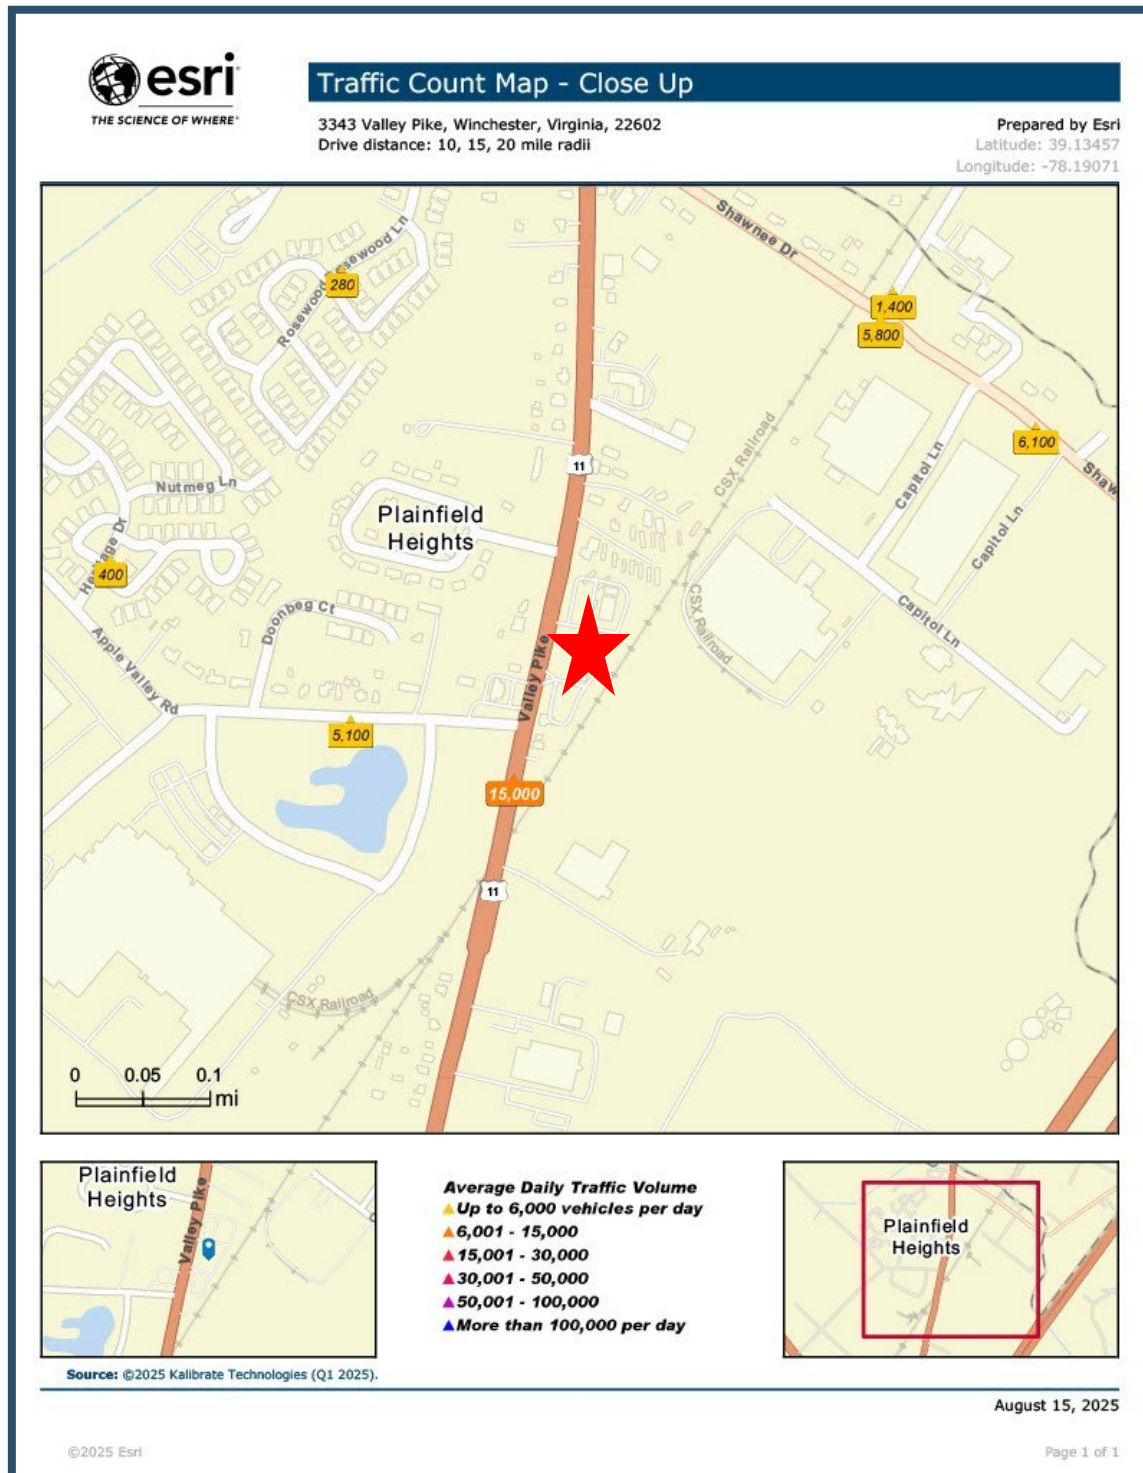 esri
THE SCIENCE OF WHERE®
Traffic Count Map - Close Up
3343 Valley Pike, Winchester, Virginia, 22602
Drive distance: 10, 15, 20 mile radii
Prepared by Esri
Latitude: 39.13457
Longitude: -78.19071
Shawnee Dr
Rosewood Ln
Rosewood
280
1,400
5,800
6,100
Shaw
CSX Railroad
11
Nutmeg Ln
Capitol Ln
Capitol Ln
Plainfield
Heights
Heritage Dr
400
CSX Railroad
Doonbeg Ct
Capitol Ln
Apple Valley Rd
Valley Pike
5,100
15,000
11
CSX Railroad
0 0.05 0.1
mi
Plainfield
Heights
Valley Pike
Average Daily Traffic Volume
Up to 6,000 vehicles per day
6,001 - 15,000
15,001 - 30,000
30,001 - 50,000
50,001 - 100,000
More than 100,000 per day
Plainfield
Heights
Source: ©2025 Kalibrate Technologies (Q1 2025).
August 15, 2025
©2025 Esri
Page 1 of 1